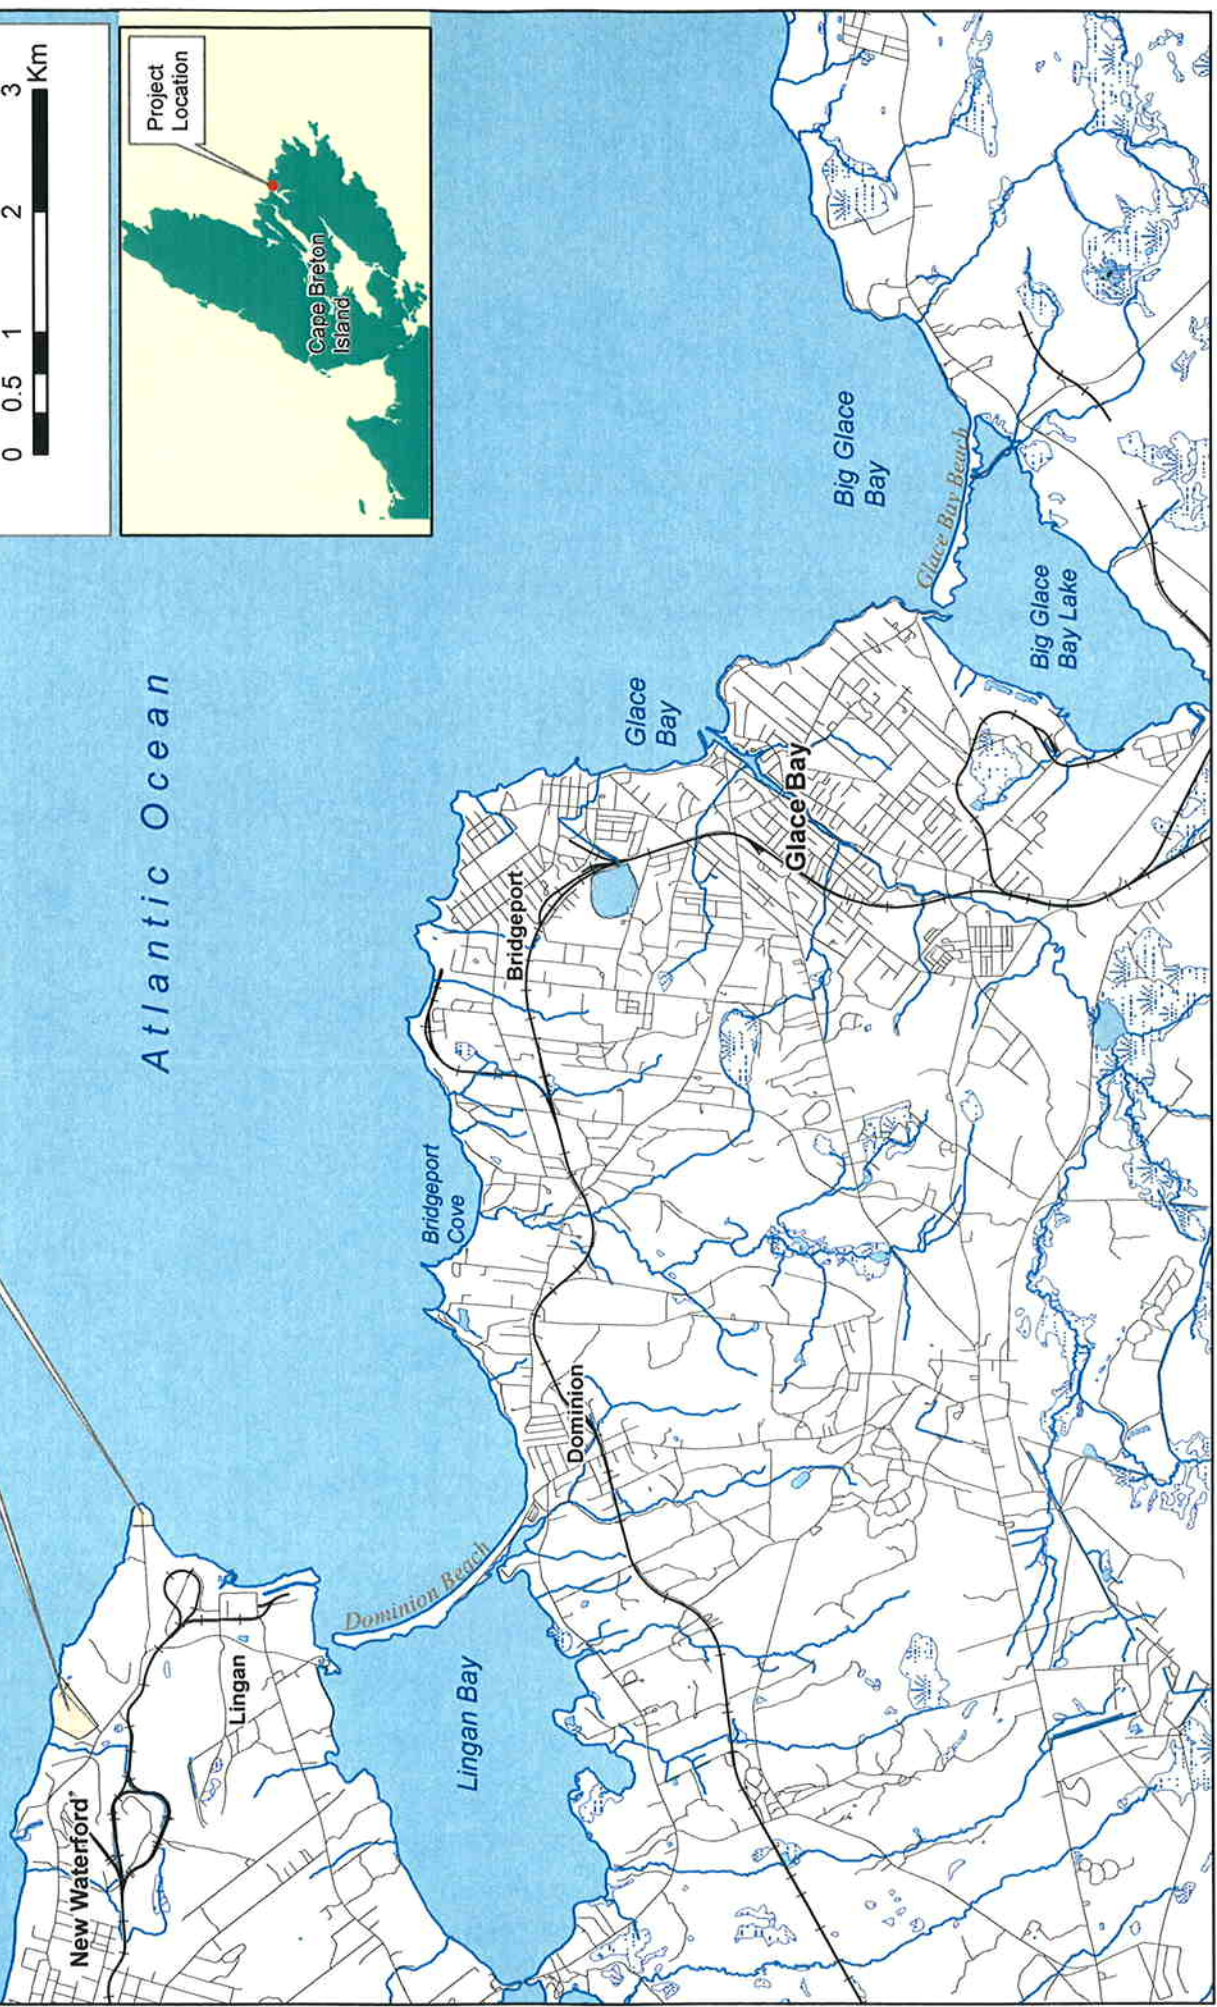 0 0.5 1 2 3 Km
Project
Location
Cape Breton
Island
Atlantic Ocean
Big Glace
Bay
Glace Bay Beach
Big Glace
Bay Lake
Glace
Bay
Glace Bay
Bridgeport
Bridgeport
Cove
Dominion
Dominion Beach
Lingan Bay
Lingan
New Waterford